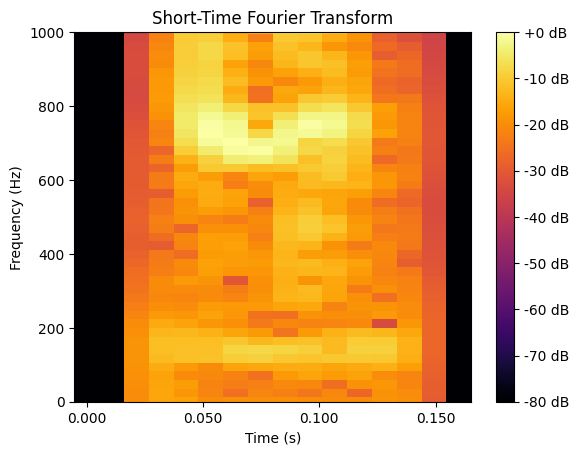 Short-Time Fourier Transform
1000
800
600
400
200
0
Frequency (Hz)
0.000
0.050
0.100
0.150
Time (s)
+0 dB
-10 dB
-20 dB
-30 dB
-40 dB
-50 dB
-60 dB
-70 dB
-80 dB